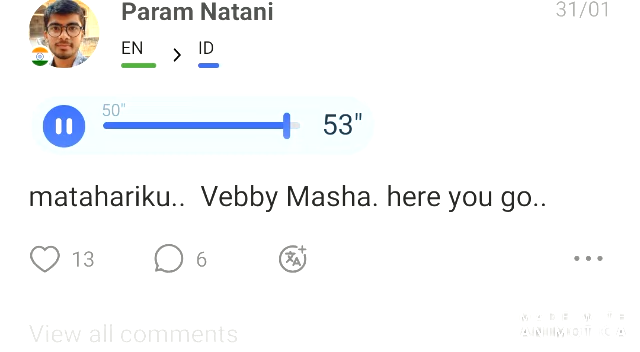 Param Natani
31/01
EN > ID
50"
53"
matahariku.. Vebby Masha. here you go..
13
6
View all comments